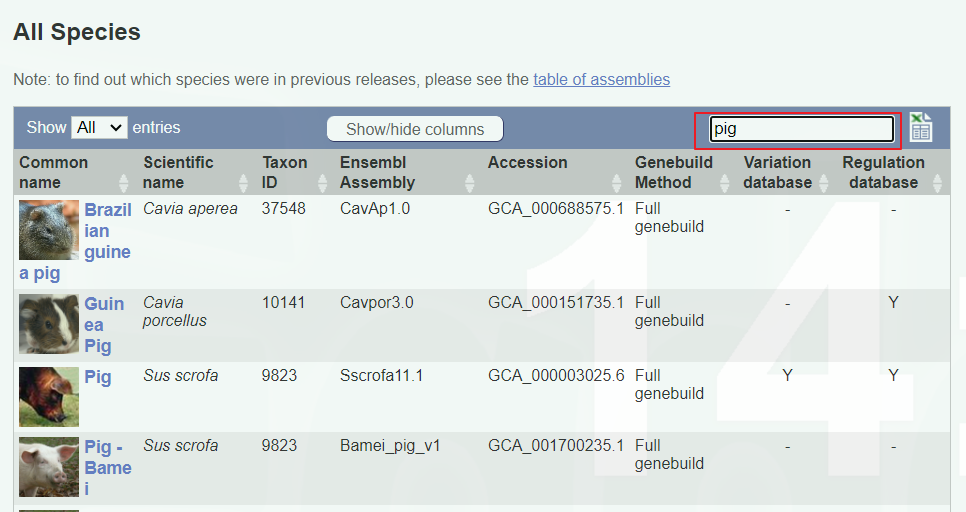 All Species
Note: to find out which species were in previous releases, please see the table of assemblies
Show All entries Show/hide columns pig
Common name Scientific name Taxon ID Ensembl Assembly Accession Genebuild Method Variation database Regulation database
Brazilian guinea pig Cavia aperea 37548 CavAp1.0 GCA_000688575.1 Full genebuild - -
Guinea Pig Cavia porcellus 10141 Cavpor3.0 GCA_000151735.1 Full genebuild - Y
Pig Sus scrofa 9823 Sscrofa11.1 GCA_000003025.6 Full genebuild Y Y
Pig - Bamei Sus scrofa 9823 Bamei_pig_v1 GCA_001700235.1 Full genebuild - -